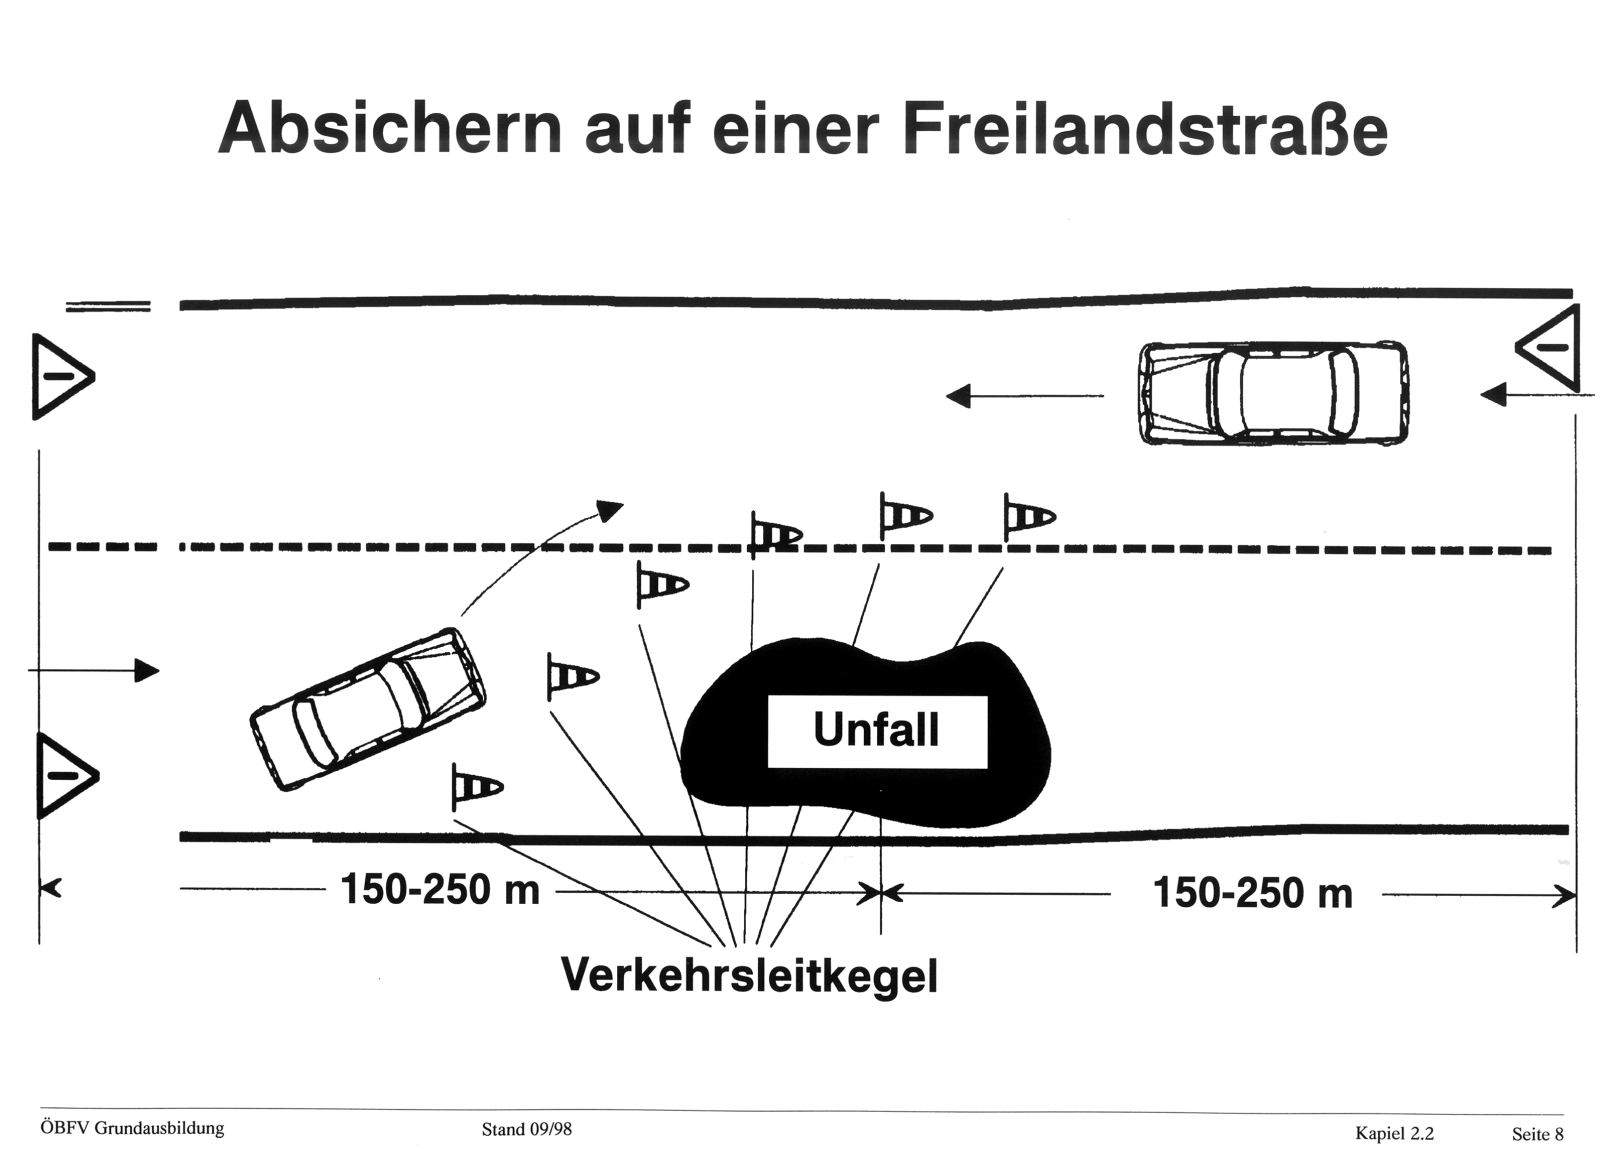 Absichern auf einer Freilandstraße
Unfall
150-250 m
150-250 m
Verkehrsleitkegel
ÖBFV Grundausbildung Stand 09/98 Kapiel 2.2 Seite 8